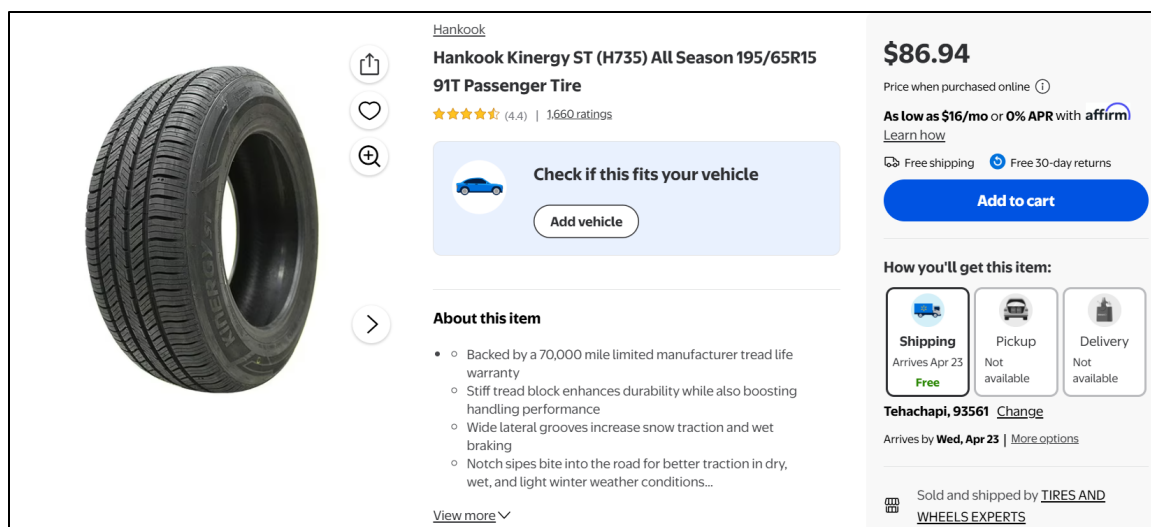 Hankook
Hankook Kinergy ST (H735) All Season 195/65R15
91T Passenger Tire
(4.4) | 1,660 ratings
Check if this fits your vehicle
Add vehicle
About this item
Backed by a 70,000 mile limited manufacturer tread life
warranty
Stiff tread block enhances durability while also boosting
handling performance
Wide lateral grooves increase snow traction and wet
braking
Notch sipes bite into the road for better traction in dry,
wet, and light winter weather conditions...
View more
KINERGY ST
$86.94
Price when purchased online
As low as $16/mo or 0% APR with affirm
Learn how
Free shipping Free 30-day returns
Add to cart
How you'll get this item:
Shipping
Arrives Apr 23
Free
Pickup
Not
available
Delivery
Not
available
Tehachapi, 93561 Change
Arrives by Wed, Apr 23 | More options
Sold and shipped by TIRES AND
WHEELS EXPERTS